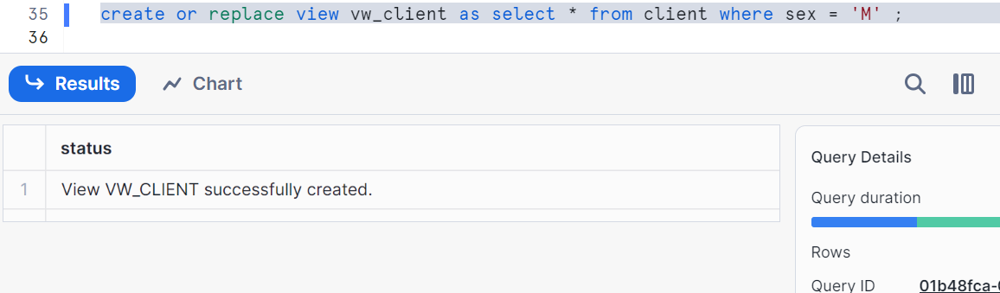 35 create or replace view vw_client as select * from client where sex = 'M' ;
36
Results Chart
status
1 View VW_CLIENT successfully created.
Query Details
Query duration
Rows
Query ID 01b48fca-